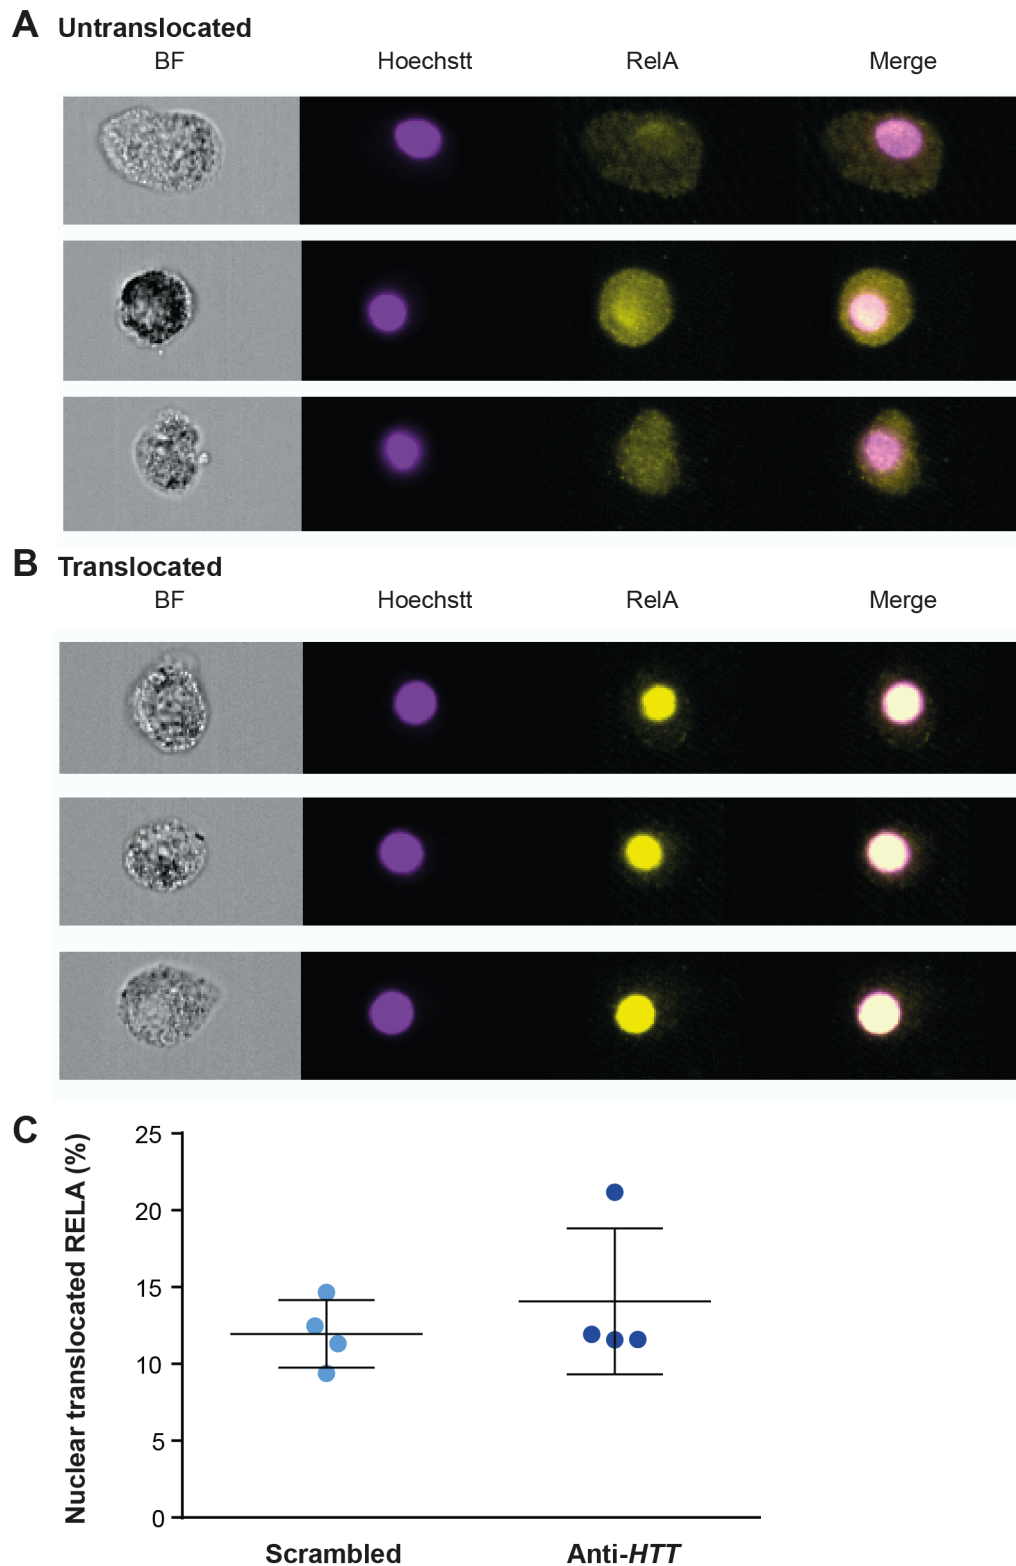 A Untranslocated
BF Hoechstt RelA Merge
B Translocated
BF Hoechstt RelA Merge
C
Nuclear translocated RELA (%)
25
20
15
10
5
0
Scrambled Anti-HTT